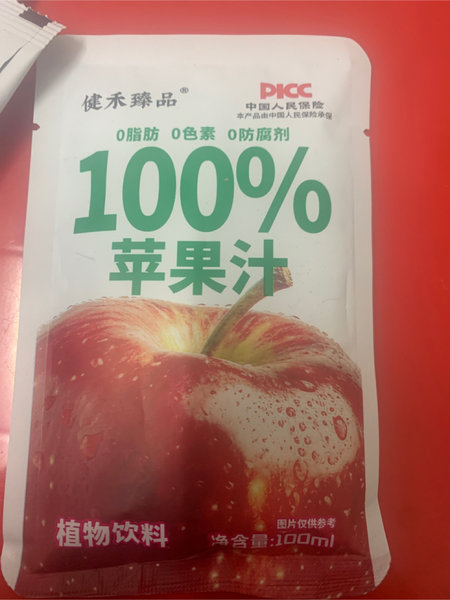 健禾臻品®
PICC
中国人民保险
本产品由中国人民保险承保
0脂肪 0色素 0防腐剂
100%
苹果汁
图片仅供参考
植物饮料
净含量:100ml